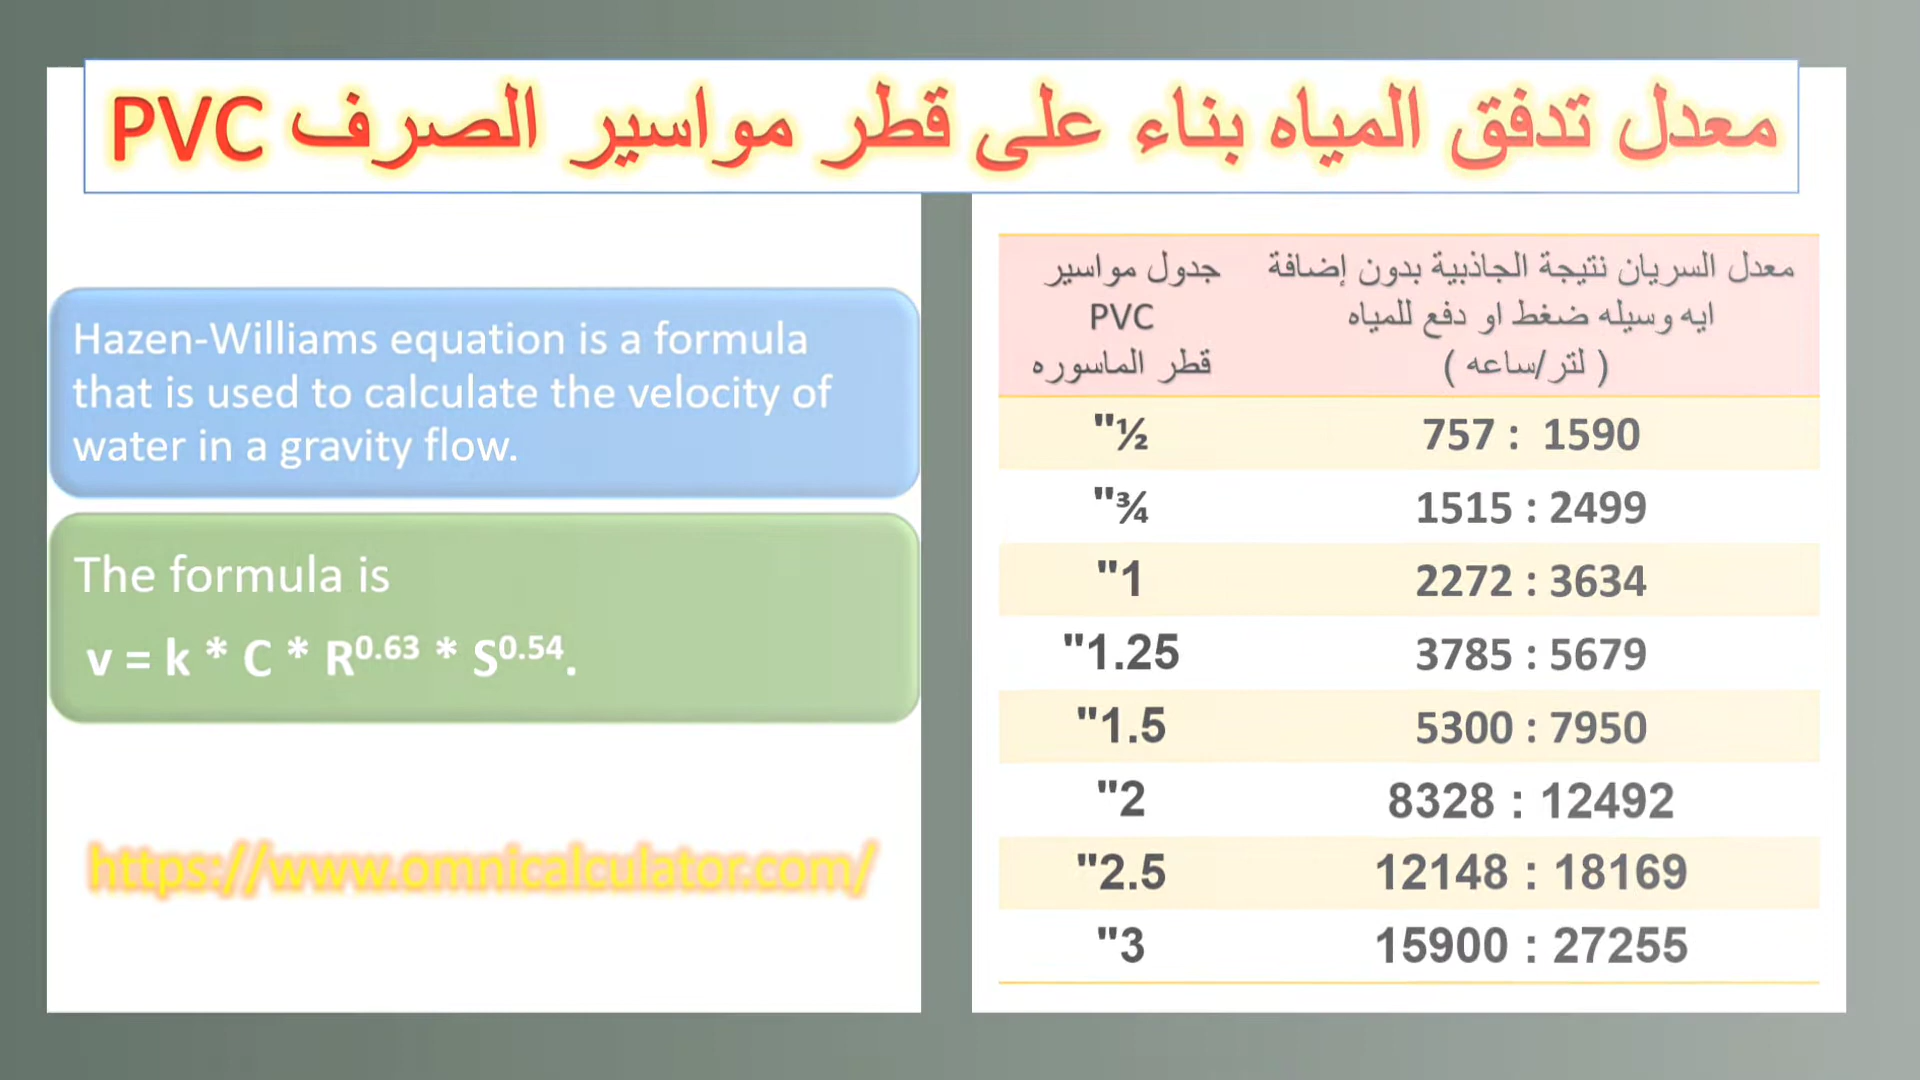 معدل تدفق المياه بناء على قطر مواسير الصرف PVC
Hazen-Williams equation is a formula
that is used to calculate the velocity of
water in a gravity flow.
The formula is
v = k * C * R^0.63 * S^0.54.
https://www.omnicalculator.com/
معدل السريان نتيجة الجاذبية بدون إضافة
ايه وسيله ضغط او دفع للمياه
( لتر/ساعه )
جدول مواسير
PVC
قطر الماسوره
"½ 757 : 1590
"¾ 1515 : 2499
"1 2272 : 3634
"1.25 3785 : 5679
"1.5 5300 : 7950
"2 8328 : 12492
"2.5 12148 : 18169
"3 15900 : 27255